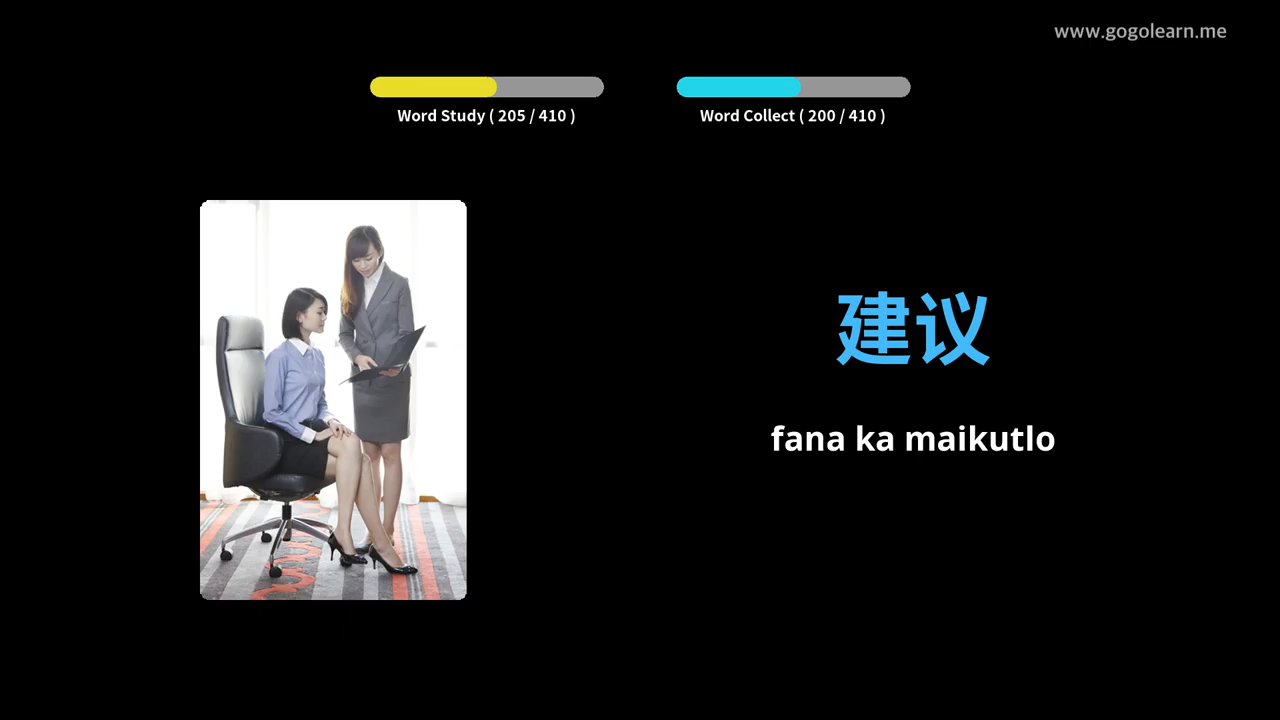 www.gogolearn.me
Word Study ( 205 / 410 )
Word Collect ( 200 / 410 )
建议
fana ka maikutlo